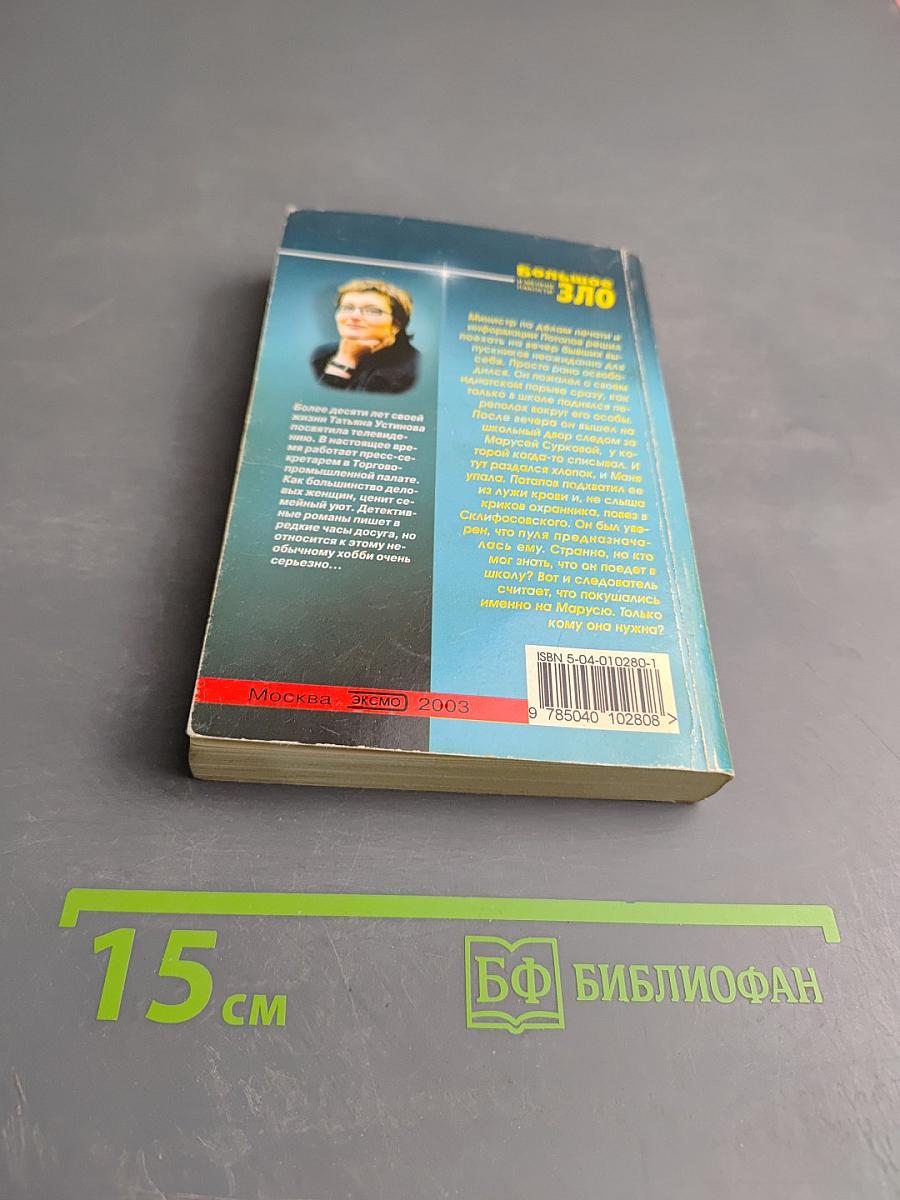 Большое
и мелкие
пакости
ЗЛО
Министр по делам печати и
информации Потапов решил
поехать на вечер бывших вы-
пускников неожиданно для
себя. Просто рано освобо-
дился. Он пожалел о своем
идиотском порыве сразу, как
только в школе поднялся пе-
реполох вокруг его особы.
После вечера он вышел на
школьный двор следом за
Марусей Сурковой, у ко-
торой когда-то списывал. И
тут раздался хлопок, и Маня
упала. Потапов подхватил ее
из лужи крови и, не слыша
криков охранника, повез в
Склифосовского. Он был уве-
рен, что пуля предназнача-
лась ему. Странно, но кто
мог знать, что он поедет в
школу? Вот и следователь
считает, что покушались
именно на Марусю. Только
кому она нужна?
Более десяти лет своей
жизни Татьяна Устинова
посвятила телевиде-
нию. В настоящее вре-
мя работает пресс-се-
кретарем в Торгово-
промышленной палате.
Как большинство дело-
вых женщин, ценит се-
мейный уют. Детектив-
ные романы пишет в
редкие часы досуга, но
относится к этому не-
обычному хобби очень
серьезно...
ISBN 5-04-010280-1
9 785040 102808 >
Москва ЭКСМО 2003
15 см
БФ БИБЛИОФАН